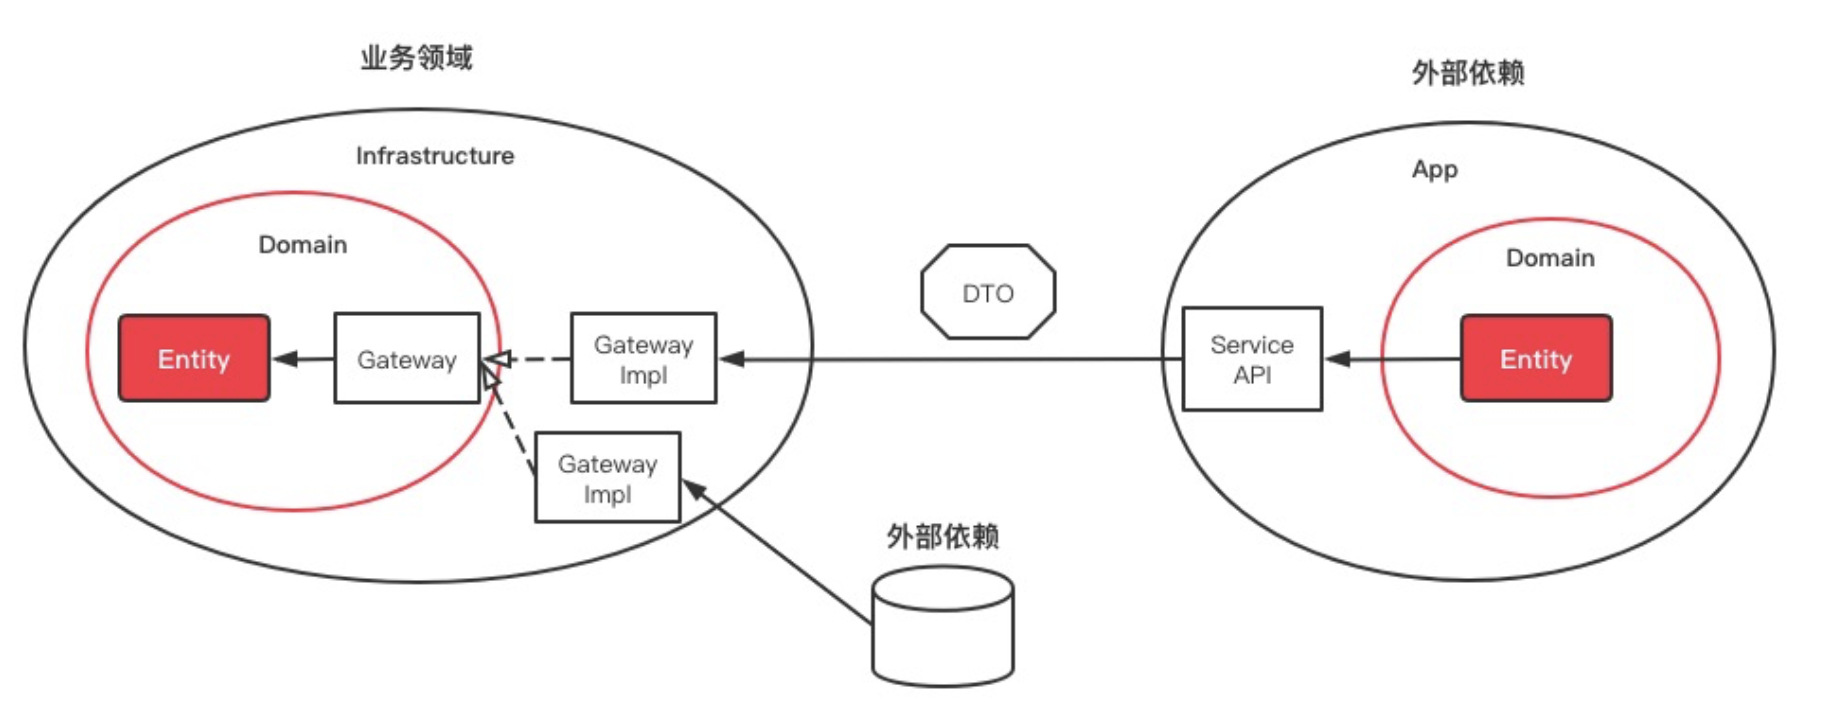 业务领域
外部依赖
Infrastructure
App
Domain
Domain
DTO
Entity
Gateway
Gateway
Impl
Service
API
Entity
Gateway
Impl
外部依赖